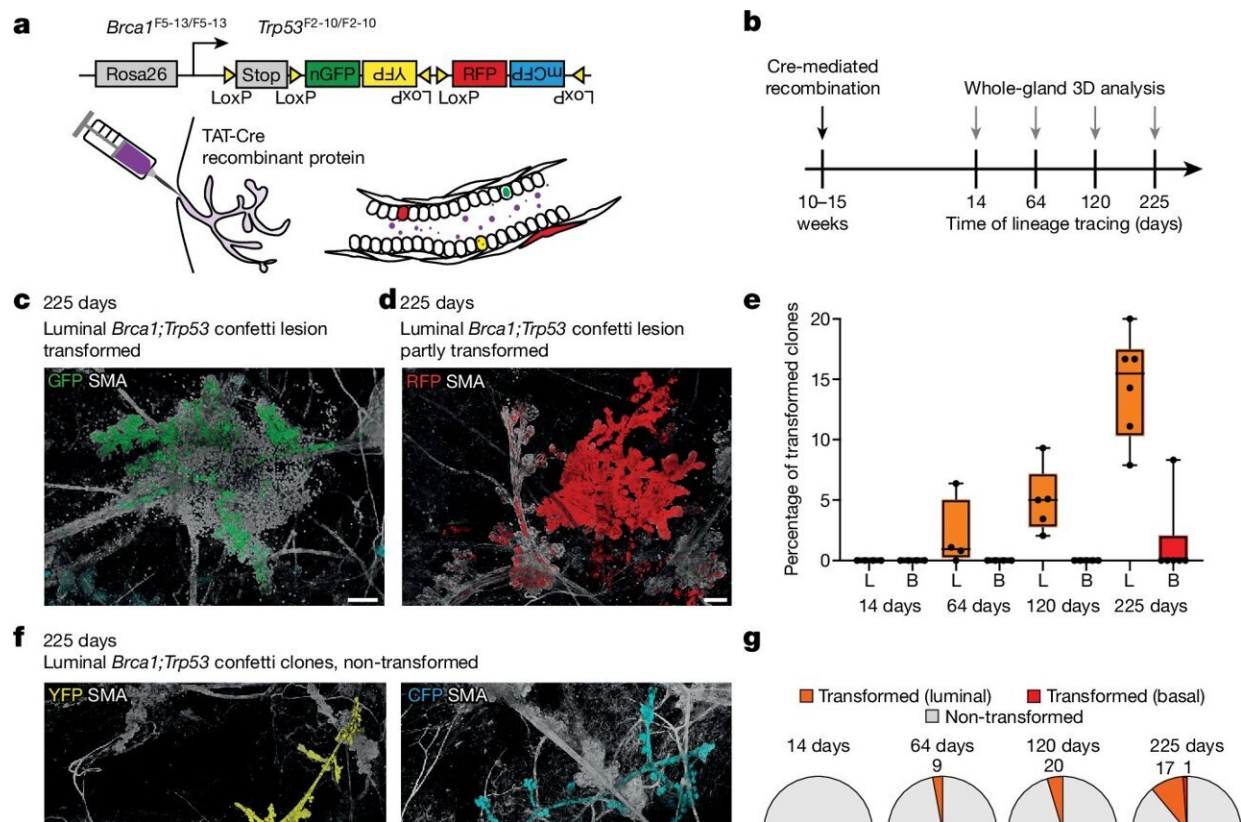 a
Brca1F5-13/F5-13 Trp53F2-10/F2-10
Rosa26 Stop nGFP YFP RFP mCFP
LoxP LoxP LoxP LoxP LoxP
TAT-Cre
recombinant protein
b
Cre-mediated
recombination
Whole-gland 3D analysis
10–15
weeks
14 64 120 225
Time of lineage tracing (days)
c 225 days
Luminal Brca1;Trp53 confetti lesion
transformed
GFP SMA
d 225 days
Luminal Brca1;Trp53 confetti lesion
partly transformed
RFP SMA
e
Percentage of transformed clones
20
15
10
5
0
L B L B L B L B
14 days 64 days 120 days 225 days
f 225 days
Luminal Brca1;Trp53 confetti clones, non-transformed
YFP SMA
CFP SMA
g
Transformed (luminal) Transformed (basal)
Non-transformed
14 days 64 days 120 days 225 days
9 20 17 1